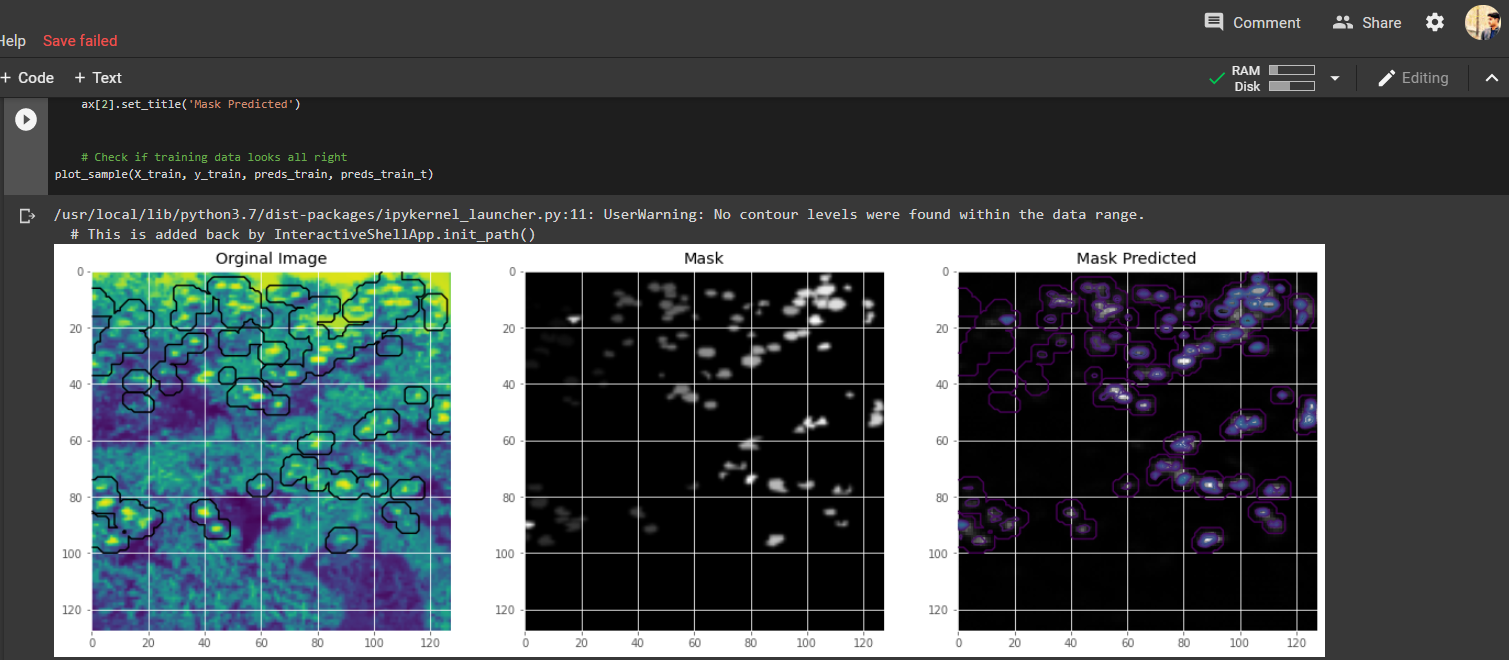 Comment Share
Help Save failed
+ Code + Text
RAM
Disk
Editing
ax[2].set_title('Mask Predicted')
# Check if training data looks all right
plot_sample(X_train, y_train, preds_train, preds_train_t)
/usr/local/lib/python3.7/dist-packages/ipykernel_launcher.py:11: UserWarning: No contour levels were found within the data range.
# This is added back by InteractiveShellApp.init_path()
Orginal Image
0
20
40
60
80
100
120
0 20 40 60 80 100 120
Mask
0
20
40
60
80
100
120
0 20 40 60 80 100 120
Mask Predicted
0
20
40
60
80
100
120
0 20 40 60 80 100 120